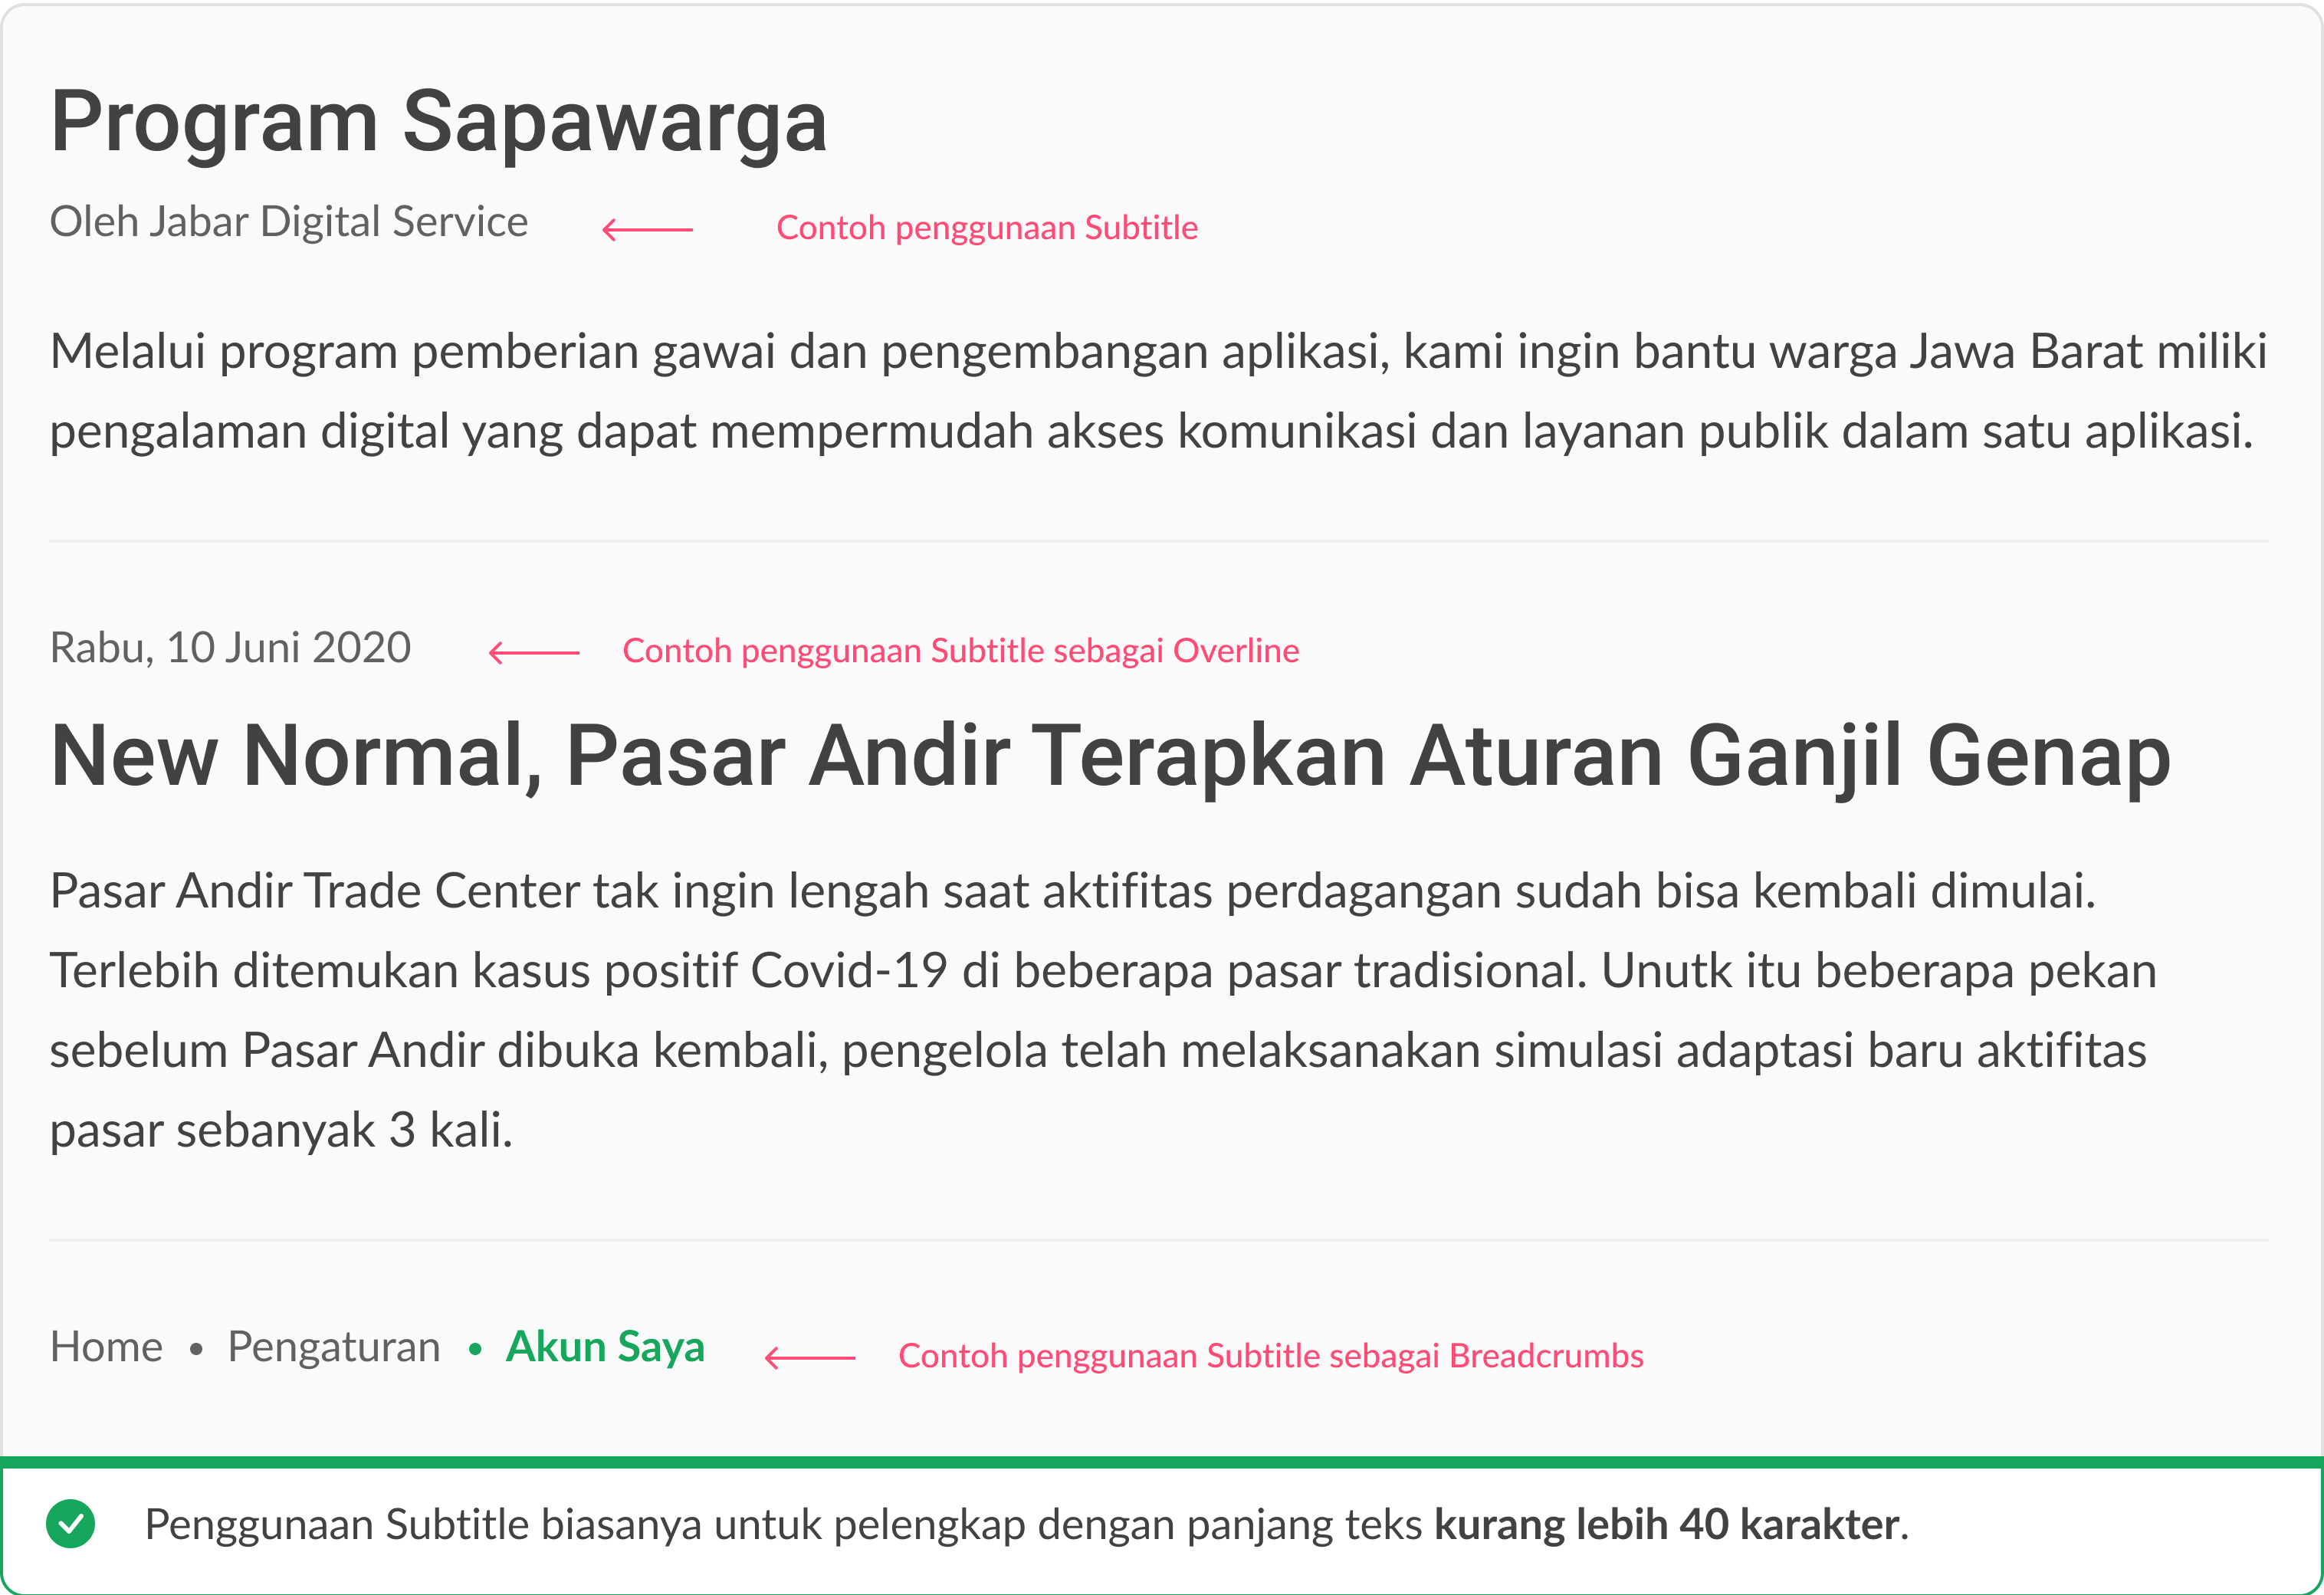 Program Sapawarga
Oleh Jabar Digital Service
Contoh penggunaan Subtitle
Melalui program pemberian gawai dan pengembangan aplikasi, kami ingin bantu warga Jawa Barat miliki
pengalaman digital yang dapat mempermudah akses komunikasi dan layanan publik dalam satu aplikasi.
Rabu, 10 Juni 2020
Contoh penggunaan Subtitle sebagai Overline
New Normal, Pasar Andir Terapkan Aturan Ganjil Genap
Pasar Andir Trade Center tak ingin lengah saat aktifitas perdagangan sudah bisa kembali dimulai.
Terlebih ditemukan kasus positif Covid-19 di beberapa pasar tradisional. Unutk itu beberapa pekan
sebelum Pasar Andir dibuka kembali, pengelola telah melaksanakan simulasi adaptasi baru aktifitas
pasar sebanyak 3 kali.
Home • Pengaturan • Akun Saya
Contoh penggunaan Subtitle sebagai Breadcrumbs
Penggunaan Subtitle biasanya untuk pelengkap dengan panjang teks kurang lebih 40 karakter.